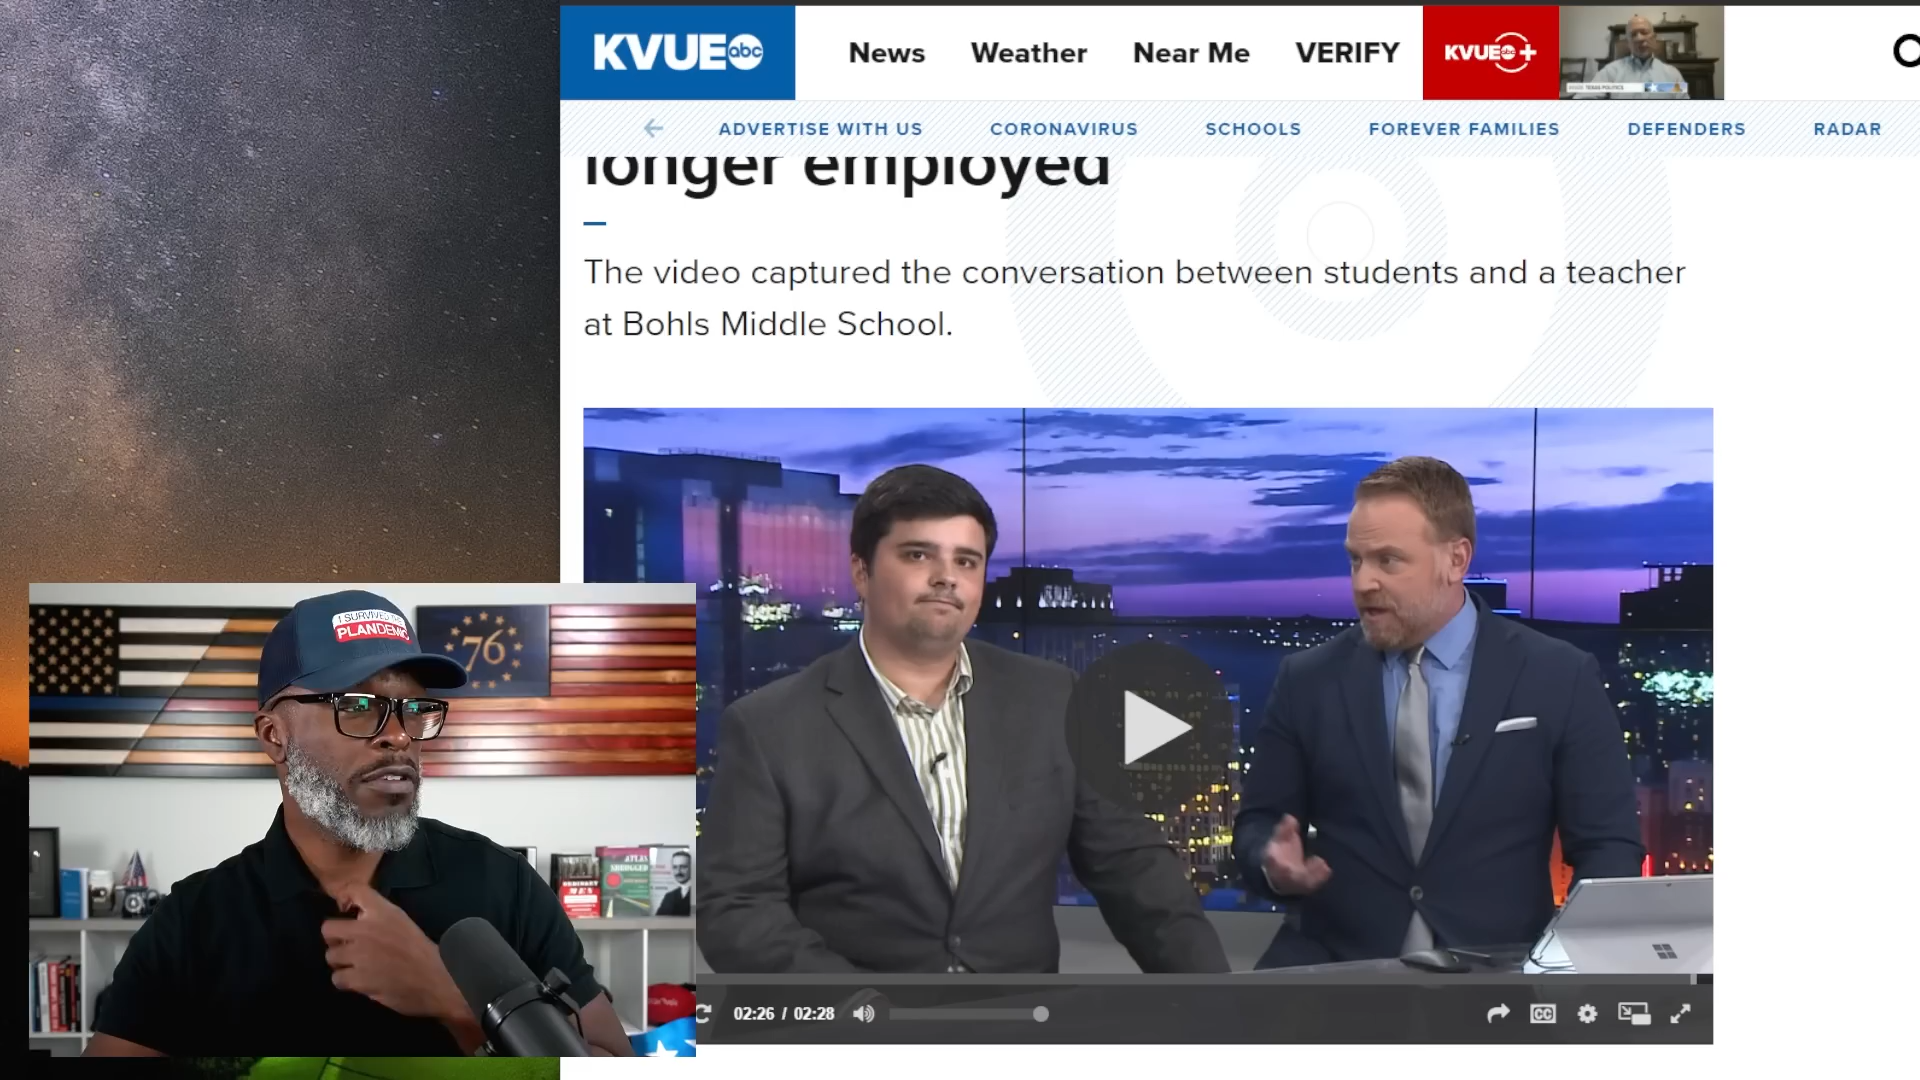 KVUE abc
News
Weather
Near Me
VERIFY
KVUE abc +
ADVERTISE WITH US
CORONAVIRUS
SCHOOLS
FOREVER FAMILIES
DEFENDERS
RADAR
longer employed
The video captured the conversation between students and a teacher
at Bohls Middle School.
I SURVIVED THE
PLANDEMIC
76
02:26 / 02:28
CC